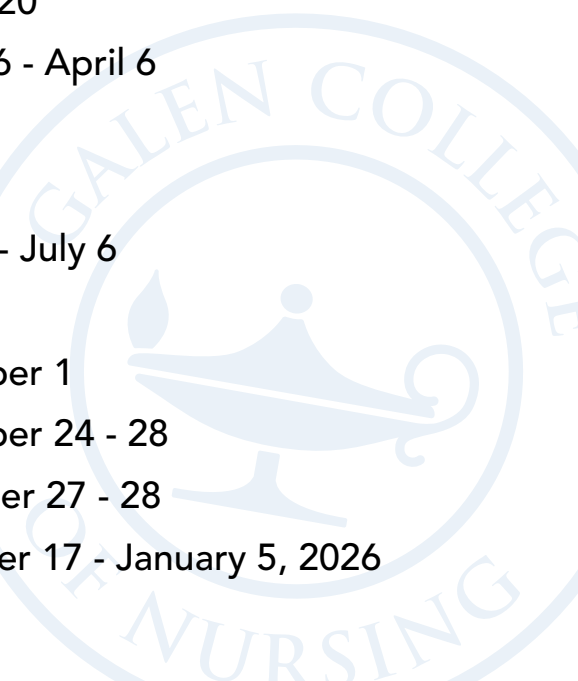 20
6 - April 6
- July 6
ber 1
ber 24 - 28
er 27 - 28
er 17 - January 5, 2026
GALEN COLLEGE
OF NURSING